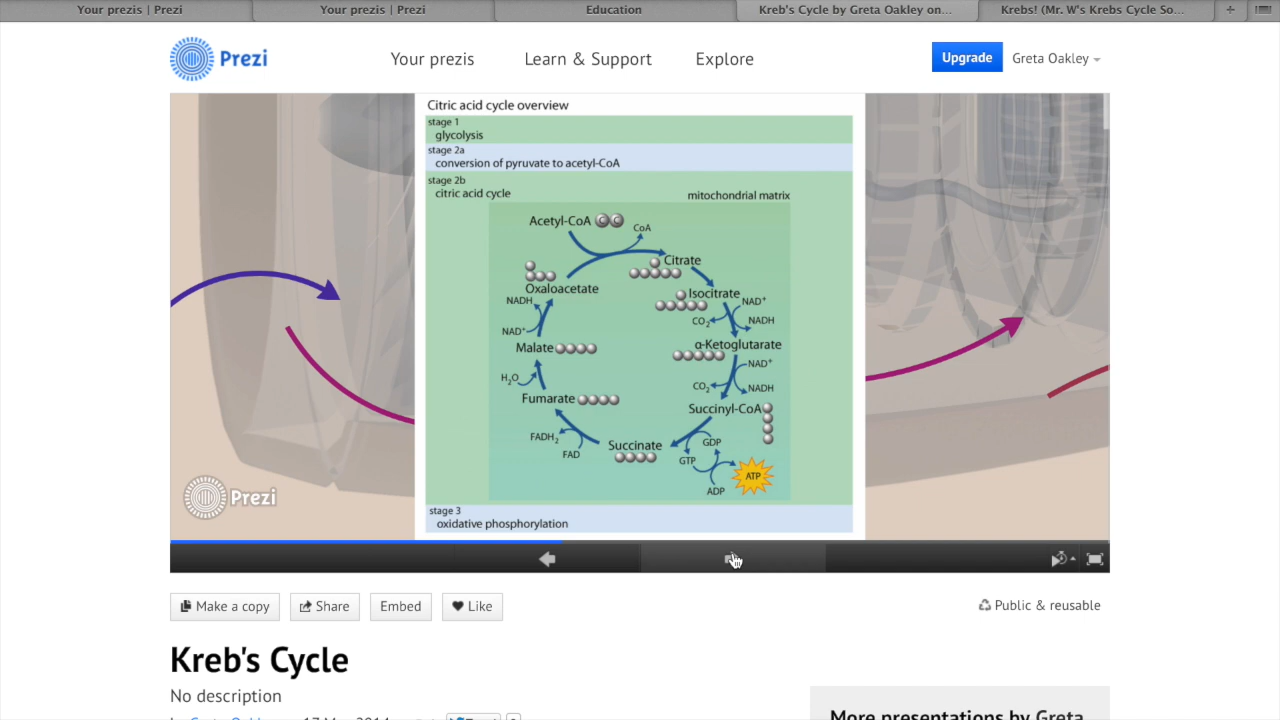 Your prezis | Prezi
Your prezis | Prezi
Education
Kreb's Cycle by Greta Oakley on...
Krebs! (Mr. W's Krebs Cycle So...
Prezi
Your prezis
Learn & Support
Explore
Upgrade
Greta Oakley
Citric acid cycle overview
stage 1
glycolysis
stage 2a
conversion of pyruvate to acetyl-CoA
stage 2b
citric acid cycle
mitochondrial matrix
Acetyl-CoA C C
CoA
Citrate
Oxaloacetate
Isocitrate
NADH
NAD+
CO2
NADH
NAD+
Malate
α-Ketoglutarate
NAD+
H2O
CO2
NADH
Fumarate
Succinyl-CoA
FADH2
Succinate
GDP
FAD
GTP
ATP
ADP
Prezi
stage 3
oxidative phosphorylation
Make a copy
Share
Embed
Like
Public & reusable
Kreb's Cycle
No description
More presentations by Greta